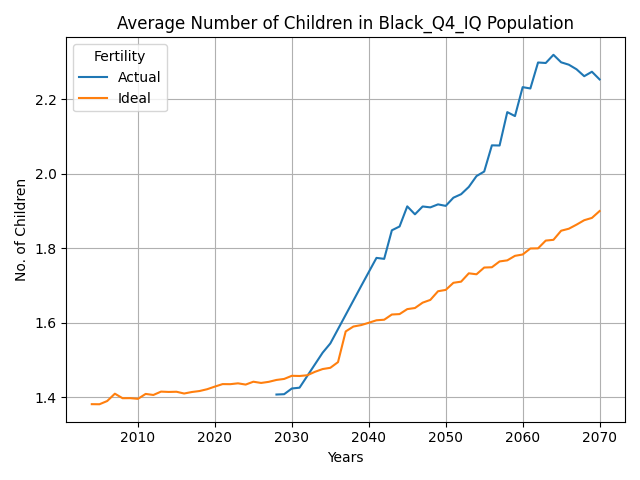 Average Number of Children in Black_Q4_IQ Population
Fertility
Actual
Ideal
No. of Children
2.2
2.0
1.8
1.6
1.4
2010 2020 2030 2040 2050 2060 2070
Years